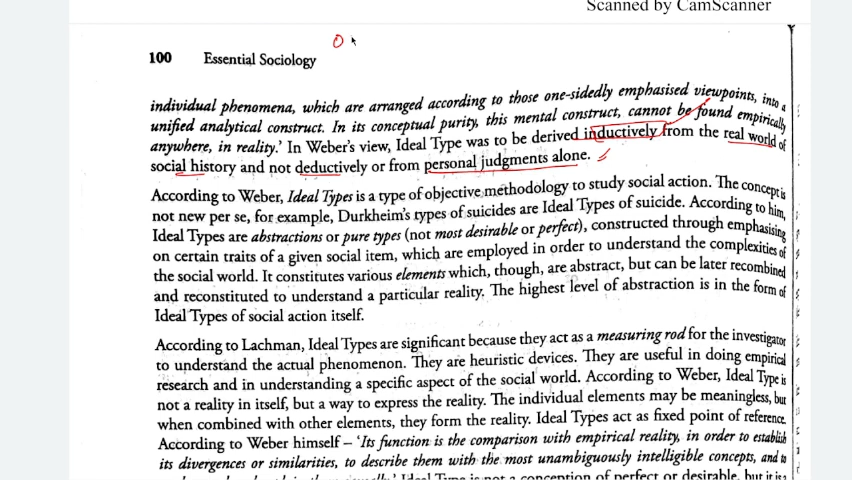 Scanned by CamScanner
100 Essential Sociology
individual phenomena, which are arranged according to those one-sidedly emphasised viewpoints, into a
unified analytical construct. In its conceptual purity, this mental construct, cannot be found empirically
anywhere, in reality.' In Weber's view, Ideal Type was to be derived inductively from the real world of
social history and not deductively or from personal judgments alone.
According to Weber, Ideal Types is a type of objective methodology to study social action. The concept is
not new per se, for example, Durkheim's types of suicides are Ideal Types of suicide. According to him,
Ideal Types are abstractions or pure types (not most desirable or perfect), constructed through emphasising
on certain traits of a given social item, which are employed in order to understand the complexities of
the social world. It constitutes various elements which, though, are abstract, but can be later recombined
and reconstituted to understand a particular reality. The highest level of abstraction is in the form of
Ideal Types of social action itself.
According to Lachman, Ideal Types are significant because they act as a measuring rod for the investigator
to understand the actual phenomenon. They are heuristic devices. They are useful in doing empirical
research and in understanding a specific aspect of the social world. According to Weber, Ideal Type is
not a reality in itself, but a way to express the reality. The individual elements may be meaningless, but
when combined with other elements, they form the reality. Ideal Types act as fixed point of reference.
According to Weber himself – 'Its function is the comparison with empirical reality, in order to establish
its divergences or similarities, to describe them with the most unambiguously intelligible concepts, and to
Ideal Type is not a conception of perfect or desirable, but it is